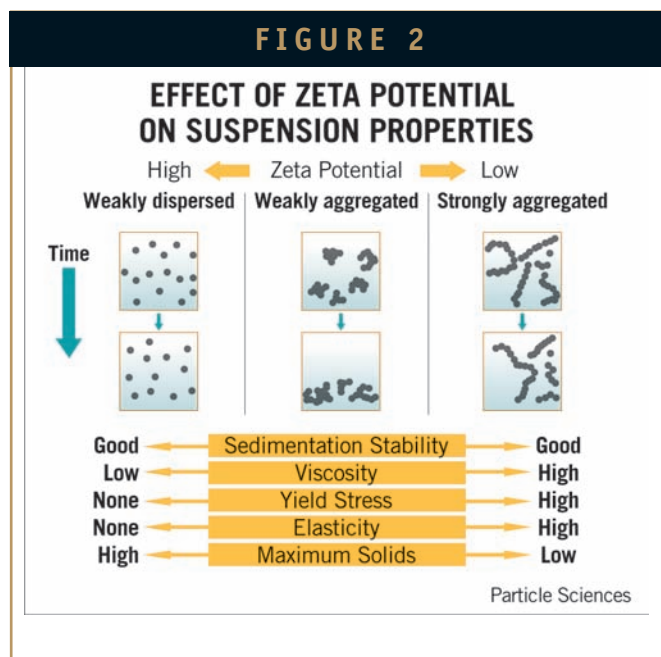 FIGURE 2
EFFECT OF ZETA POTENTIAL
ON SUSPENSION PROPERTIES
High Zeta Potential Low
Weakly dispersed Weakly aggregated Strongly aggregated
Time
Good Sedimentation Stability Good
Low Viscosity High
None Yield Stress High
None Elasticity High
High Maximum Solids Low
Particle Sciences